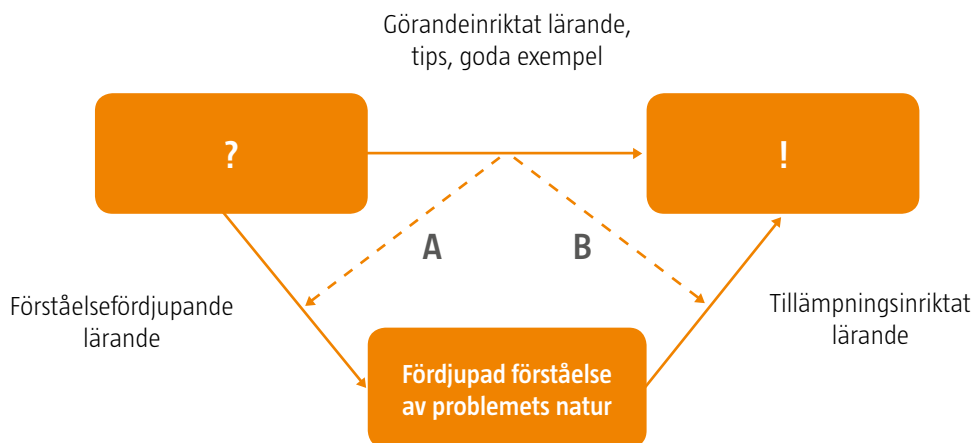 Görandeinriktat lärande,
tips, goda exempel
?
!
A
B
Förståelsefördjupande
lärande
Tillämpningsinriktat
lärande
Fördjupad förståelse
av problemets natur